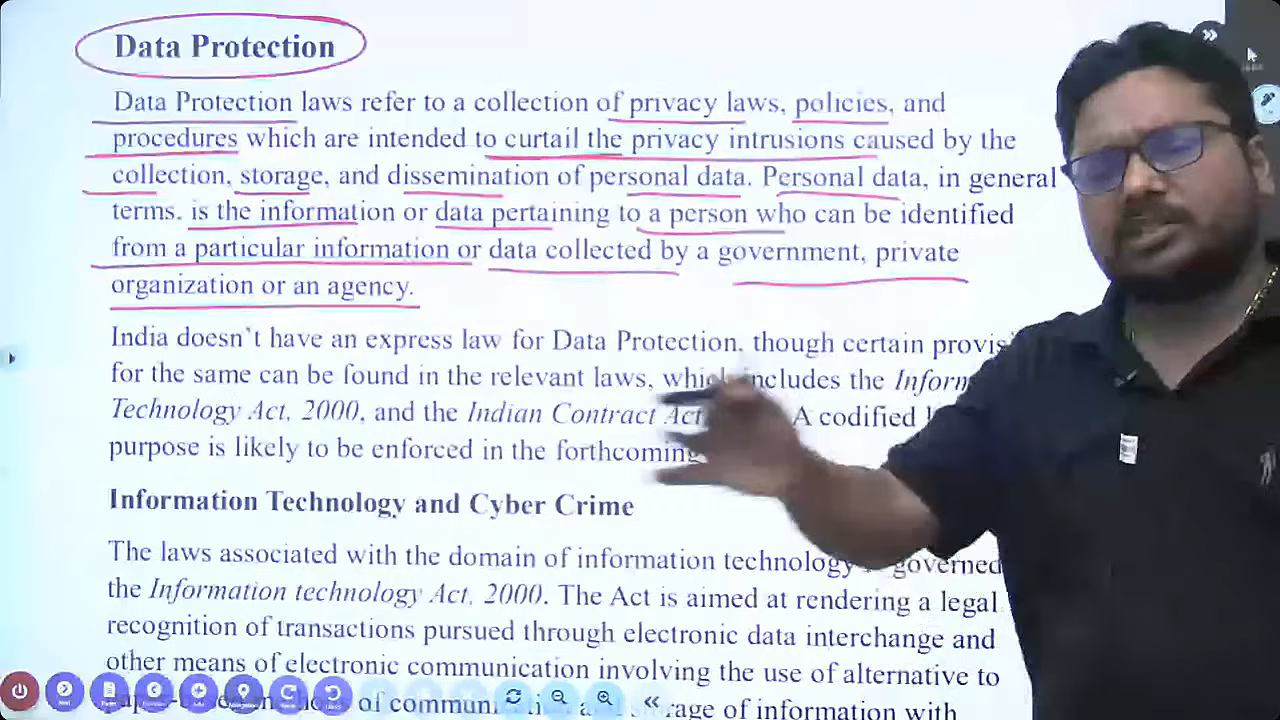 Data Protection
Data Protection laws refer to a collection of privacy laws, policies, and
procedures which are intended to curtail the privacy intrusions caused by the
collection, storage, and dissemination of personal data. Personal data, in general
terms. is the information or data pertaining to a person who can be identified
from a particular information or data collected by a government, private
organization or an agency.
India doesn't have an express law for Data Protection, though certain
for the same can be found in the relevant laws, which includes the
Technology Act, 2000, and the Indian Contract Act, A codified
purpose is likely to be enforced in the forthcoming
Information Technology and Cyber Crime
The laws associated with the domain of information technology governed
the Information technology Act, 2000. The Act is aimed at rendering a legal
recognition of transactions pursued through electronic data interchange and
other means of electronic communication involving the use of alternative to
of information with